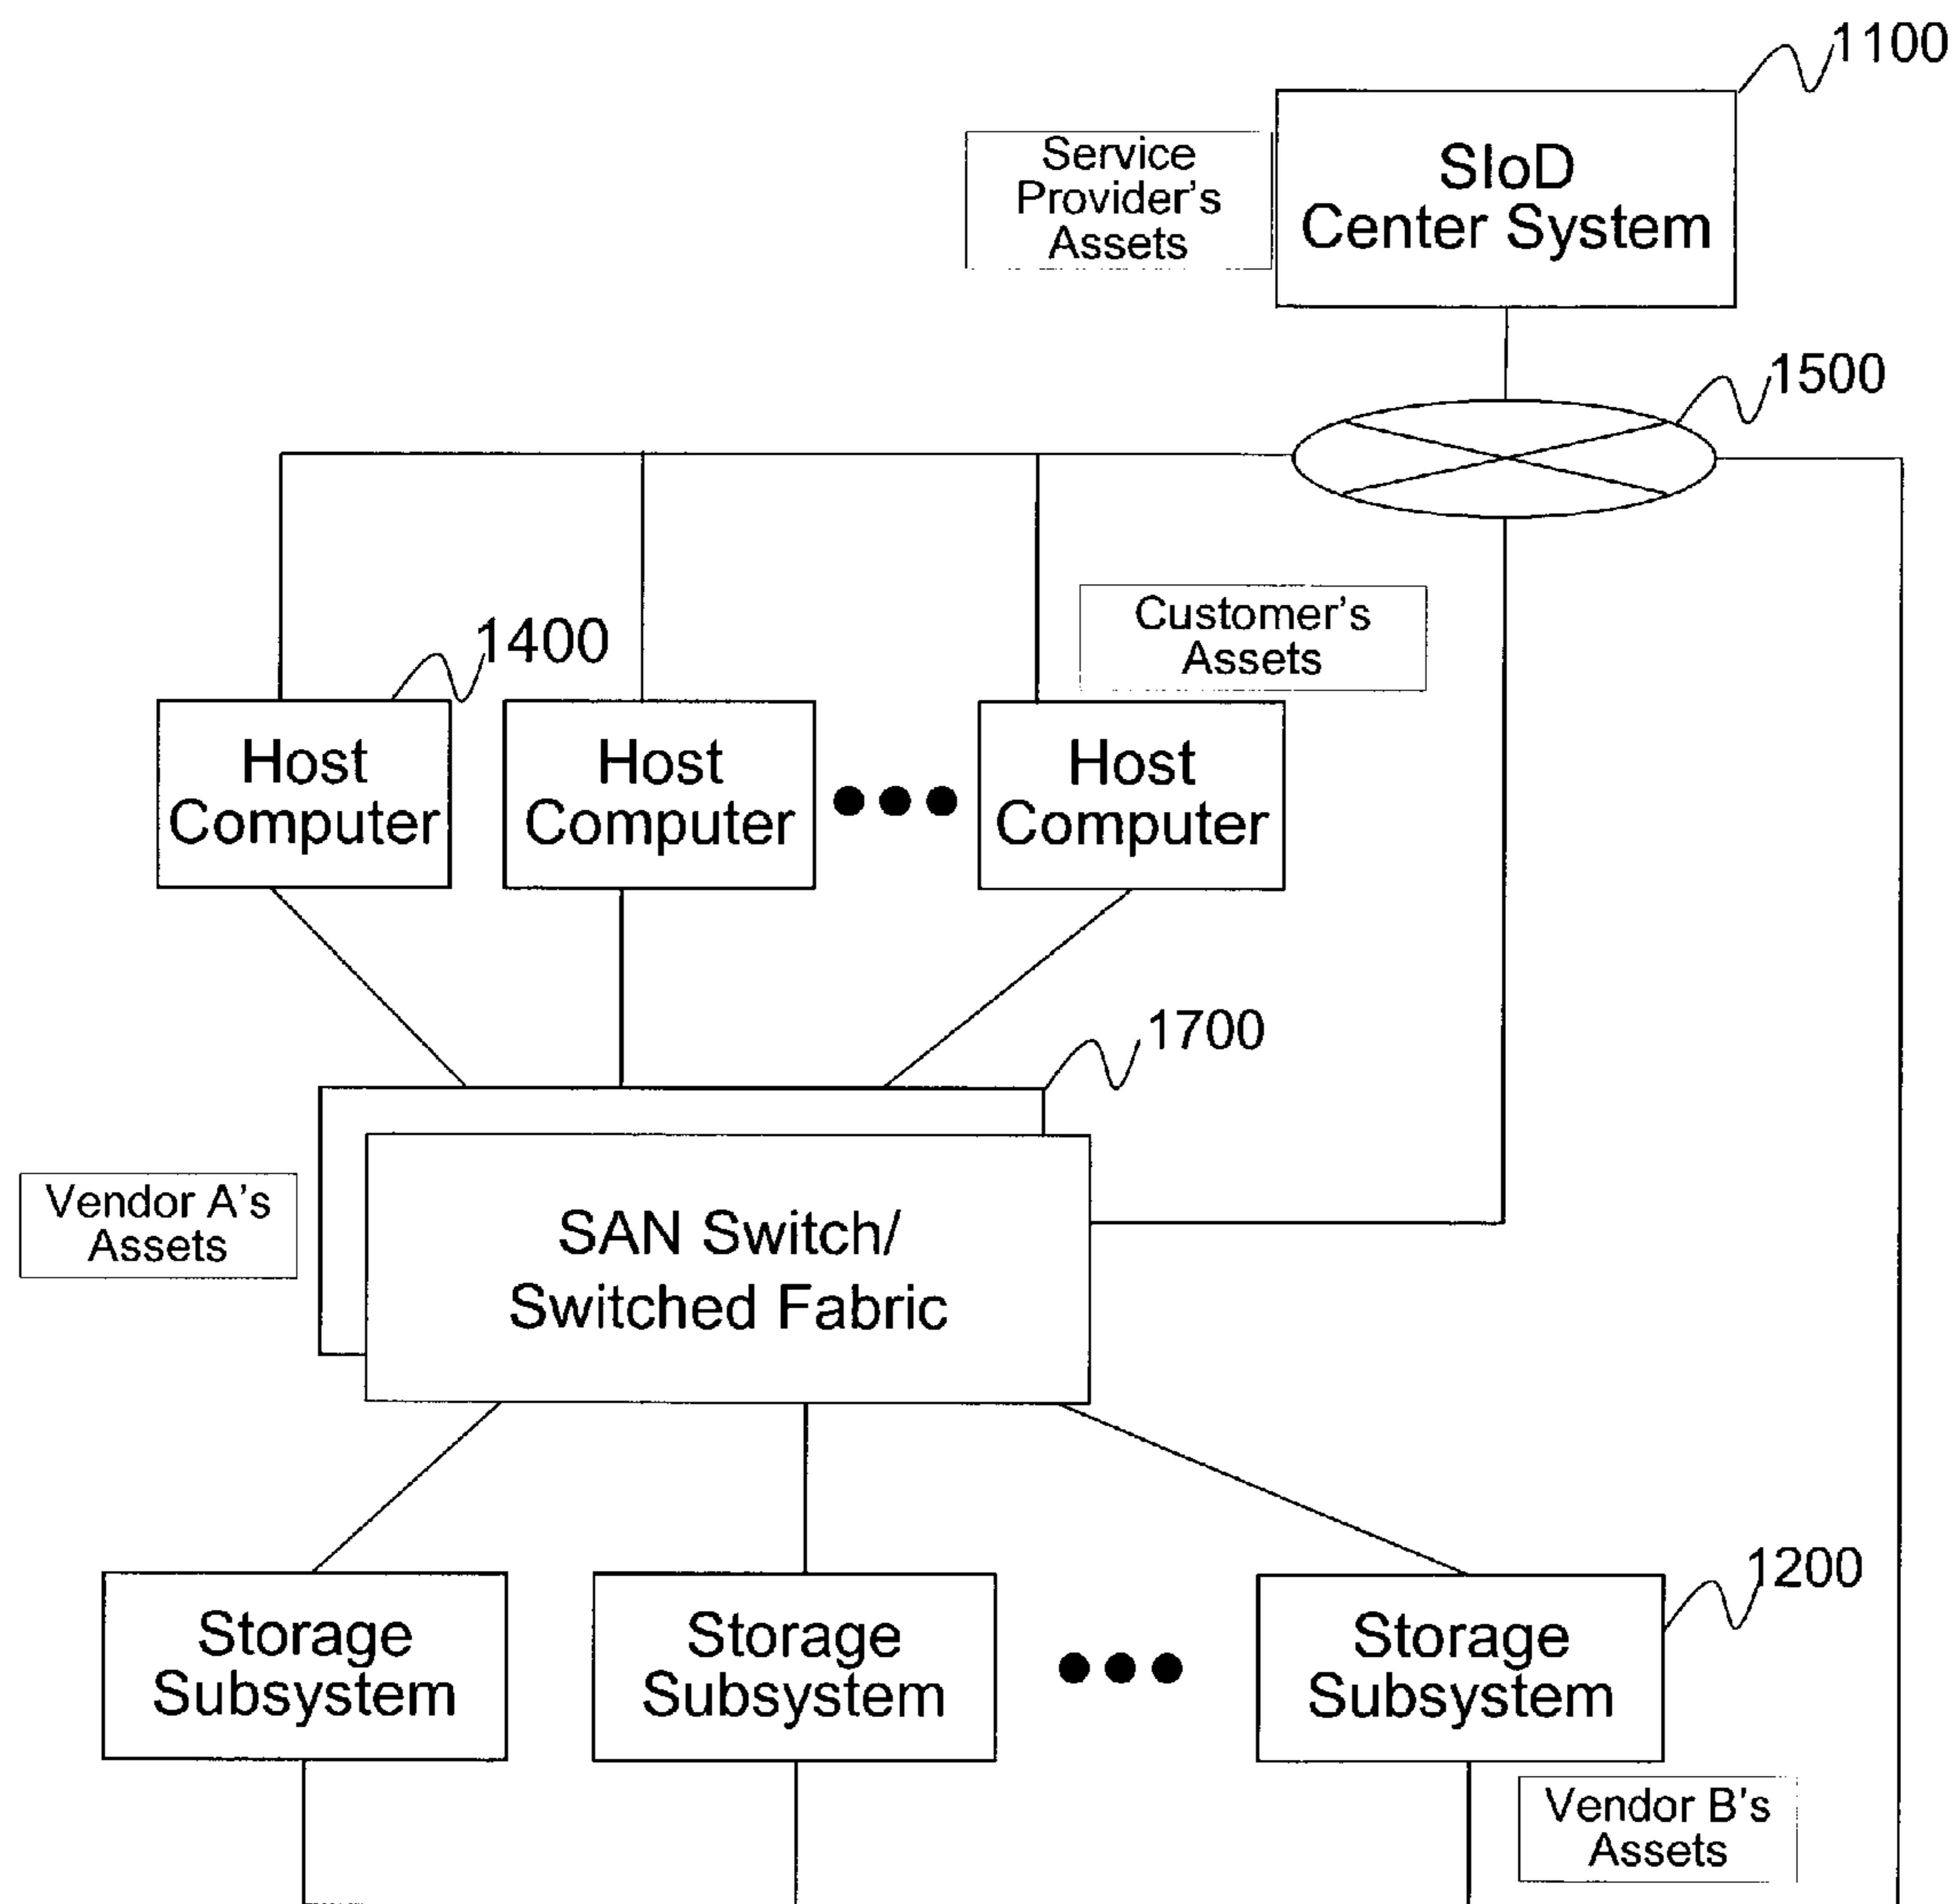 1100
Service
Provider's
Assets
SIoD
Center System
1500
Customer's
Assets
1400
Host
Computer
Host
Computer
Host
Computer
1700
Vendor A's
Assets
SAN Switch/
Switched Fabric
1200
Storage
Subsystem
Storage
Subsystem
Storage
Subsystem
Vendor B's
Assets